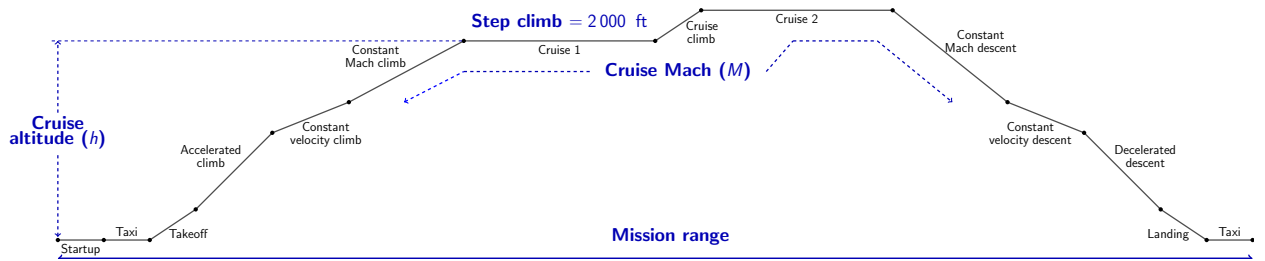 Step climb = 2 000 ft
Cruise 2
Cruise
climb
Constant
Mach descent
Constant
Mach climb
Cruise 1
Cruise Mach (M)
Cruise
altitude (h)
Constant
velocity climb
Constant
velocity descent
Accelerated
climb
Decelerated
descent
Startup
Taxi
Takeoff
Mission range
Landing
Taxi